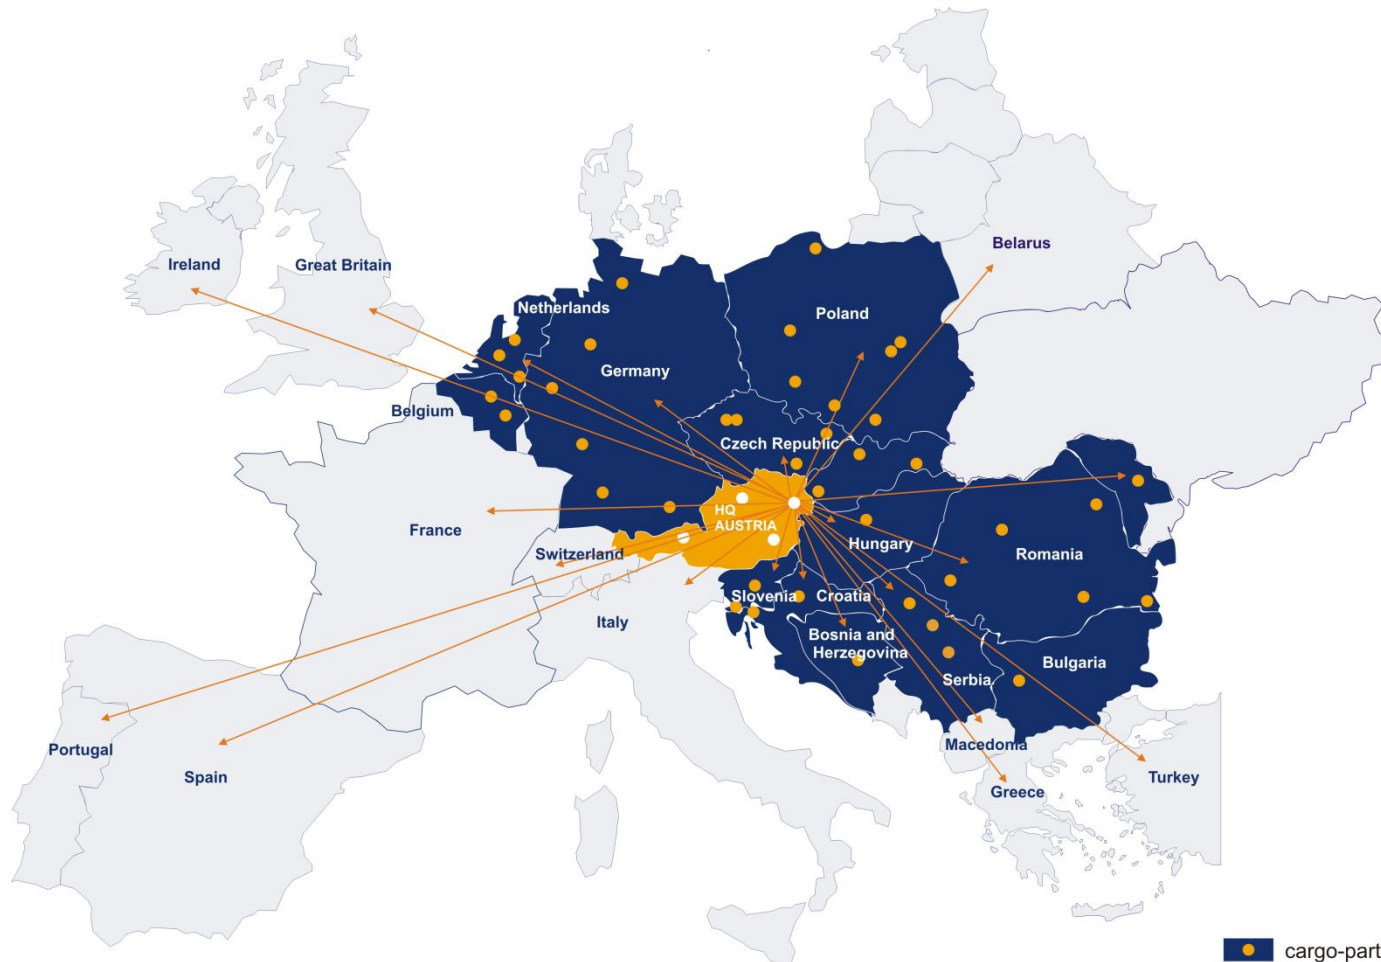 Belarus
Ireland
Great Britain
Netherlands
Poland
Germany
Belgium
Czech Republic
HQ
AUSTRIA
France
Hungary
Switzerland
Romania
Slovenia
Croatia
Italy
Bosnia and
Herzegovina
Bulgaria
Serbia
Portugal
Macedonia
Spain
Turkey
Greece
cargo-part